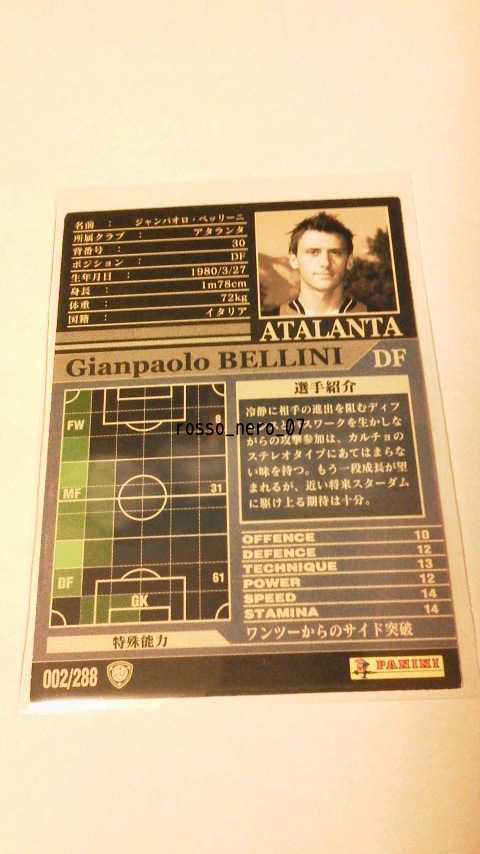 名前 : ジャンパオロ・ベッリーニ
所属クラブ : アタランタ
背番号 : 30
ポジション : DF
生年月日 : 1980/3/27
身長 : 1m78cm
体重 : 72kg
国籍 : イタリア
ATALANTA
Gianpaolo BELLINI DF
選手紹介
冷静に相手の進出を阻むディフ
スワークを生かしな
がらの攻撃参加は、カルチョの
ステレオタイプにあてはまらな
い味を持つ。もう一段成長が望
まれるが、近い将来スターダム
に駆け上る期待は十分。
rosso_nero_07
FW 8
MF 31
DF 61
GK
OFFENCE 10
DEFENCE 12
TECHNIQUE 13
POWER 12
SPEED 14
STAMINA 14
特殊能力 ワンツーからのサイド突破
002/288 PANINI